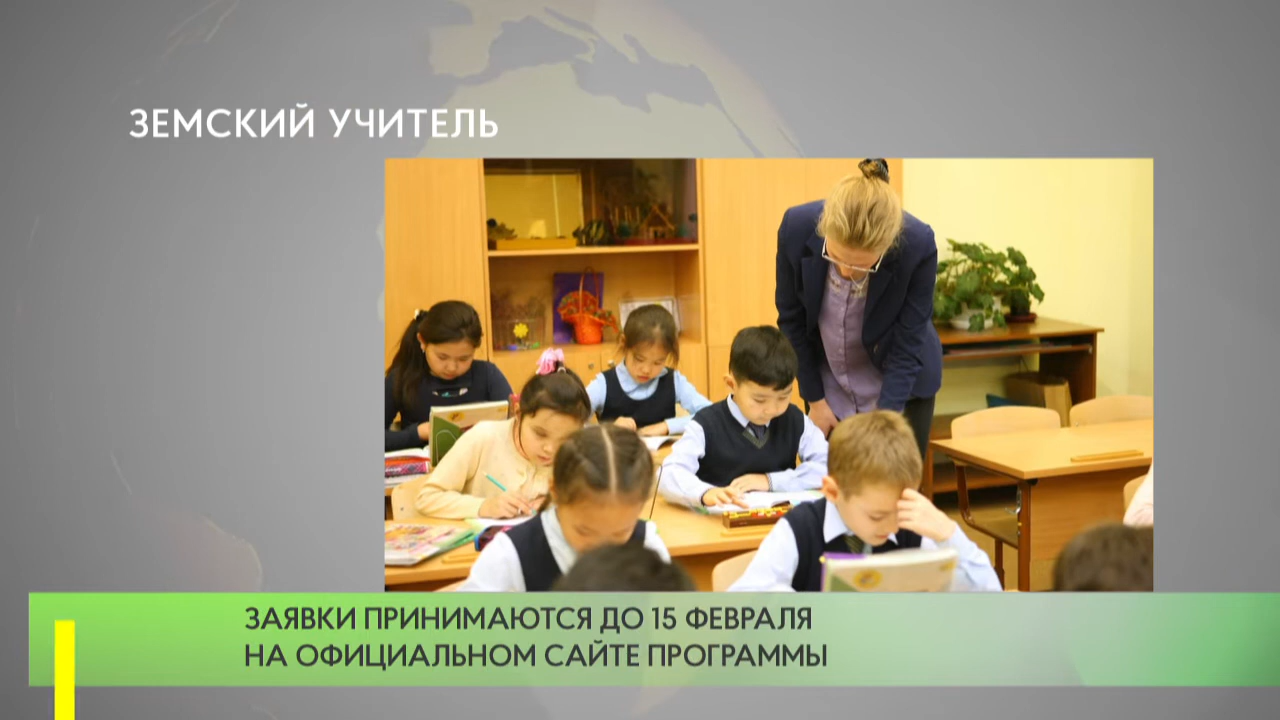 ЗЕМСКИЙ УЧИТЕЛЬ
ЗАЯВКИ ПРИНИМАЮТСЯ ДО 15 ФЕВРАЛЯ
НА ОФИЦИАЛЬНОМ САЙТЕ ПРОГРАММЫ